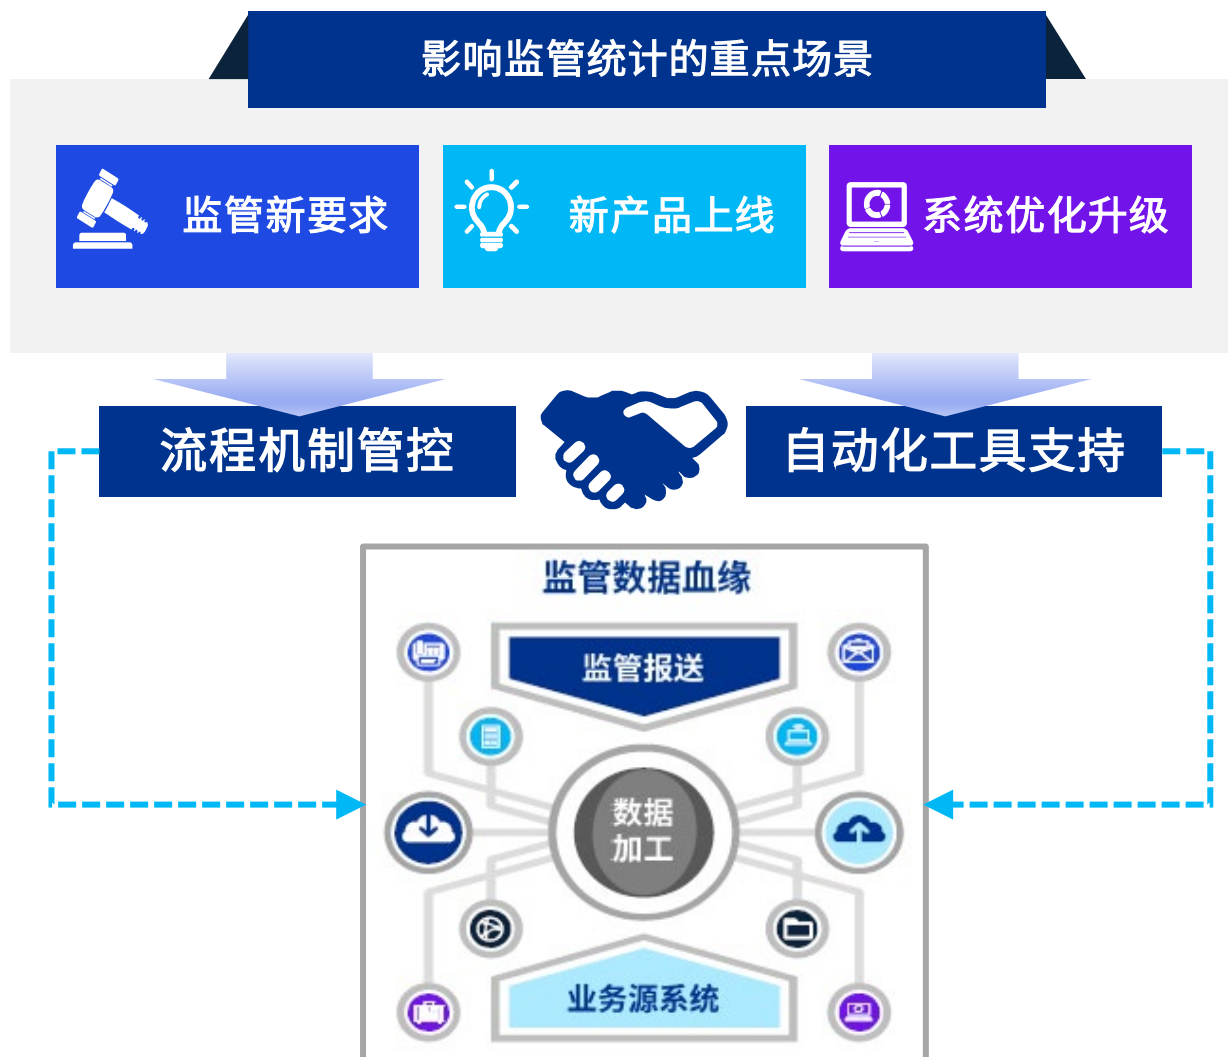 影响监管统计的重点场景
监管新要求
新产品上线
系统优化升级
流程机制管控
自动化工具支持
监管数据血缘
监管报送
数据
加工
业务源系统